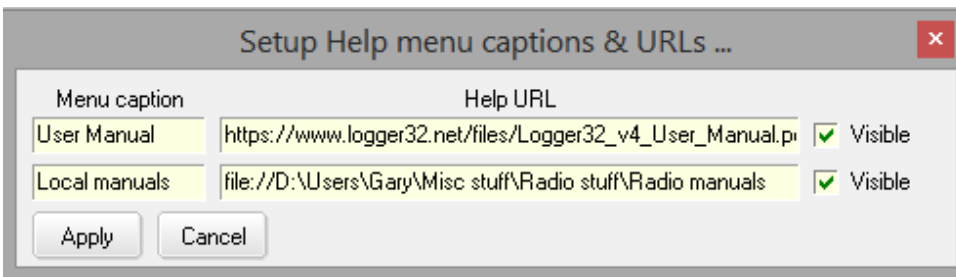 Setup Help menu captions & URLs ...
Menu caption Help URL
User Manual https://www.logger32.net/files/Logger32_v4_User_Manual.p Visible
Local manuals file://D:\Users\Gary\Misc stuff\Radio stuff\Radio manuals Visible
Apply Cancel